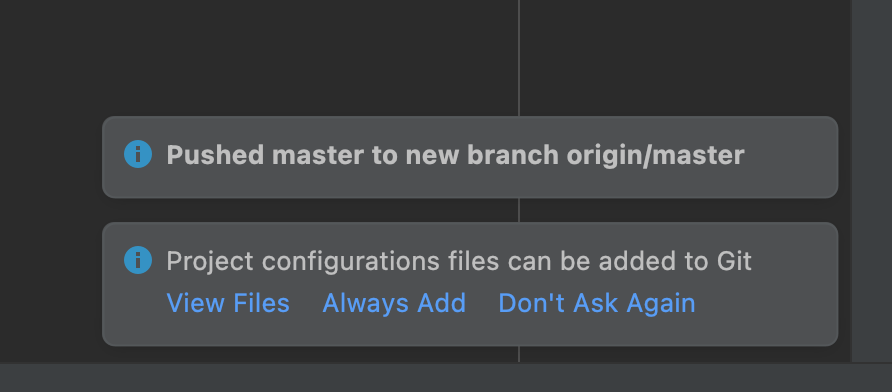 Pushed master to new branch origin/master
Project configurations files can be added to Git
View Files Always Add Don't Ask Again